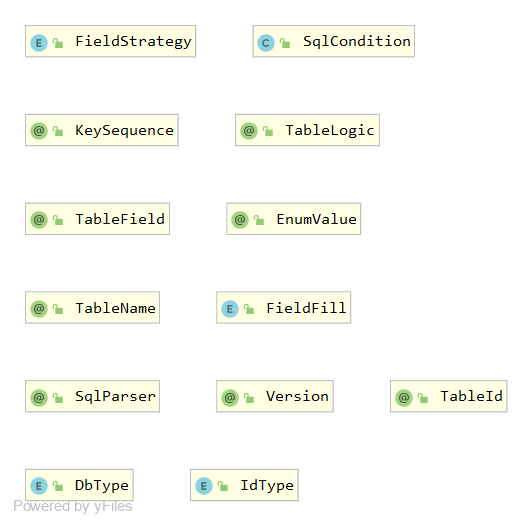 E FieldStrategy
C SqlCondition
@ KeySequence
@ TableLogic
@ TableField
@ EnumValue
@ TableName
E FieldFill
@ SqlParser
@ Version
@ TableId
E DbType
E IdType
Powered by yFiles